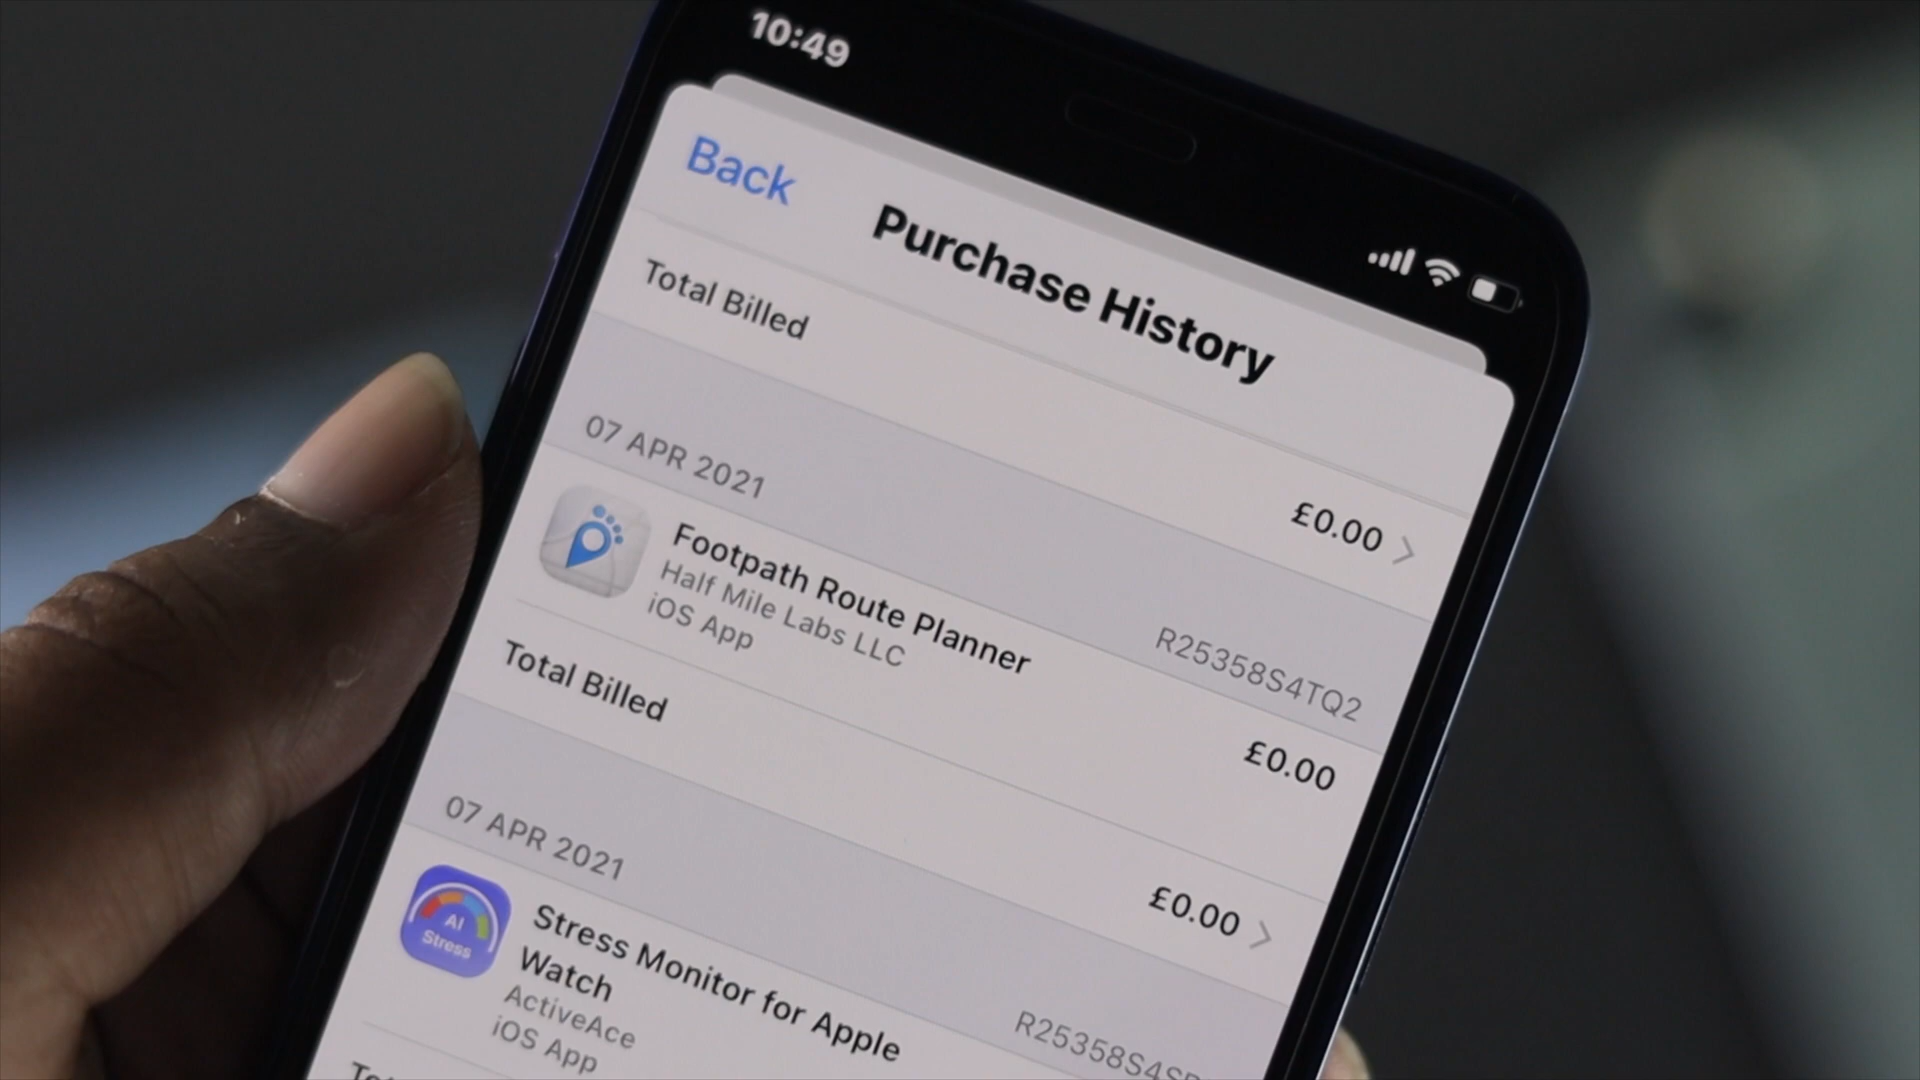 10:49
Back
Purchase History
Total Billed
£0.00
07 APR 2021
R25358S4TQ2
Footpath Route Planner
Half Mile Labs LLC
iOS App
£0.00
Total Billed
£0.00
07 APR 2021
AI
Stress
Stress Monitor for Apple
Watch
ActiveAce
iOS App